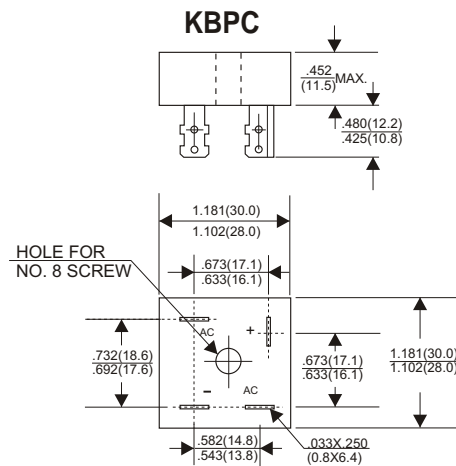 KBPC
.452
(11.5)
MAX.
.480(12.2)
.425(10.8)
1.181(30.0)
1.102(28.0)
HOLE FOR
NO. 8 SCREW
.673(17.1)
.633(16.1)
AC
+
.732(18.6)
.692(17.6)
.673(17.1)
.633(16.1)
1.181(30.0)
1.102(28.0)
–
AC
.582(14.8)
.543(13.8)
.033X.250
(0.8X6.4)